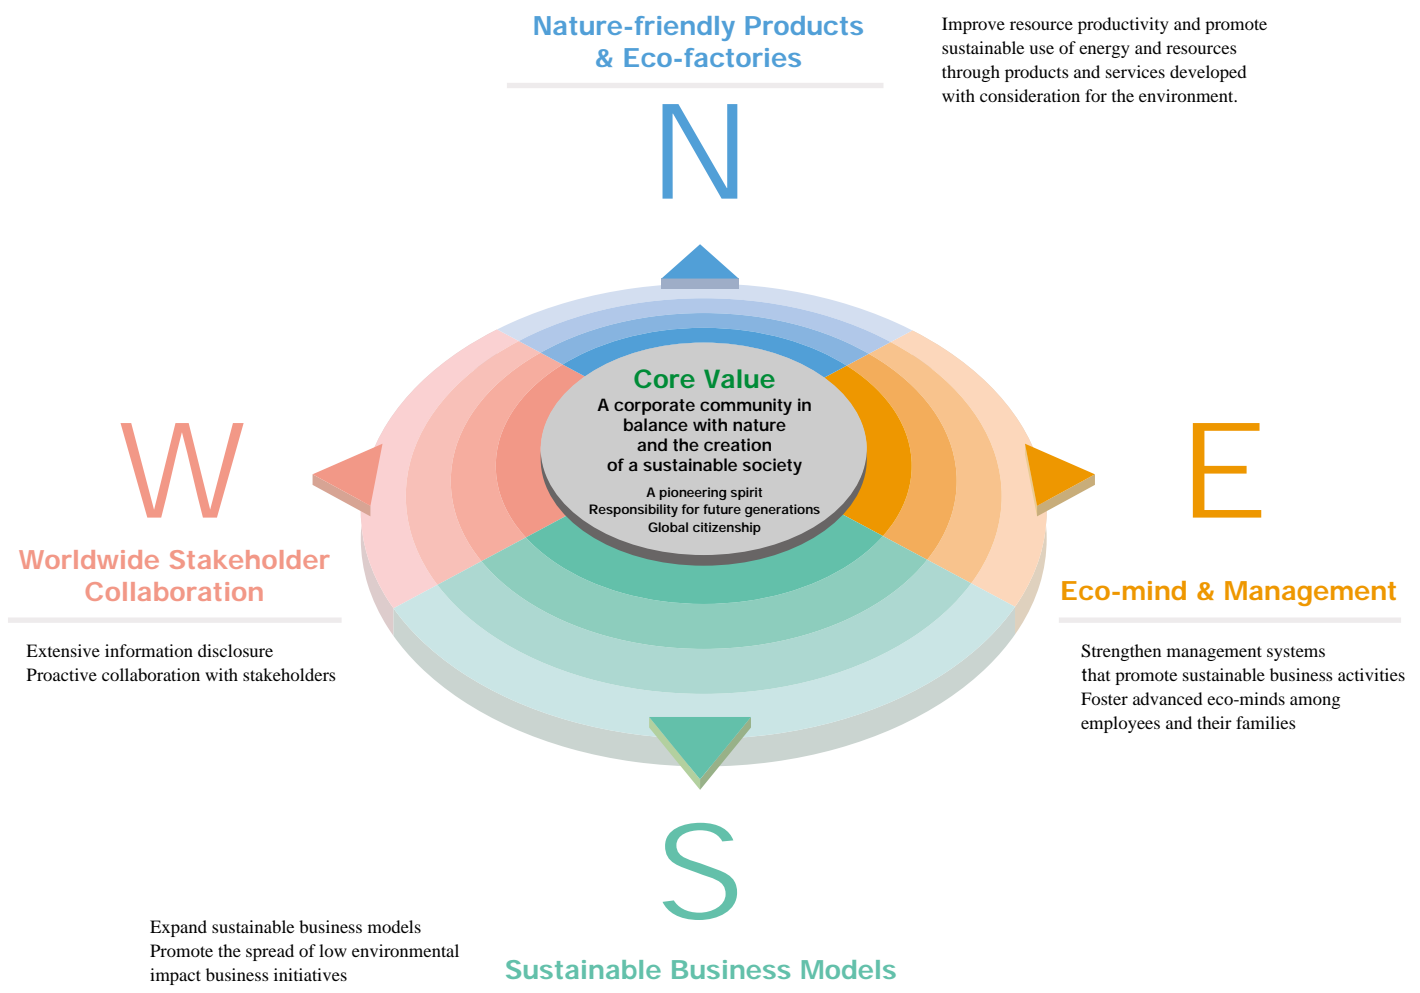 Nature-friendly Products
& Eco-factories
Improve resource productivity and promote
sustainable use of energy and resources
through products and services developed
with consideration for the environment.
N
Core Value
A corporate community in
balance with nature
and the creation
of a sustainable society
A pioneering spirit
Responsibility for future generations
Global citizenship
W
Worldwide Stakeholder
Collaboration
Extensive information disclosure
Proactive collaboration with stakeholders
E
Eco-mind & Management
Strengthen management systems
that promote sustainable business activities
Foster advanced eco-minds among
employees and their families
S
Sustainable Business Models
Expand sustainable business models
Promote the spread of low environmental
impact business initiatives